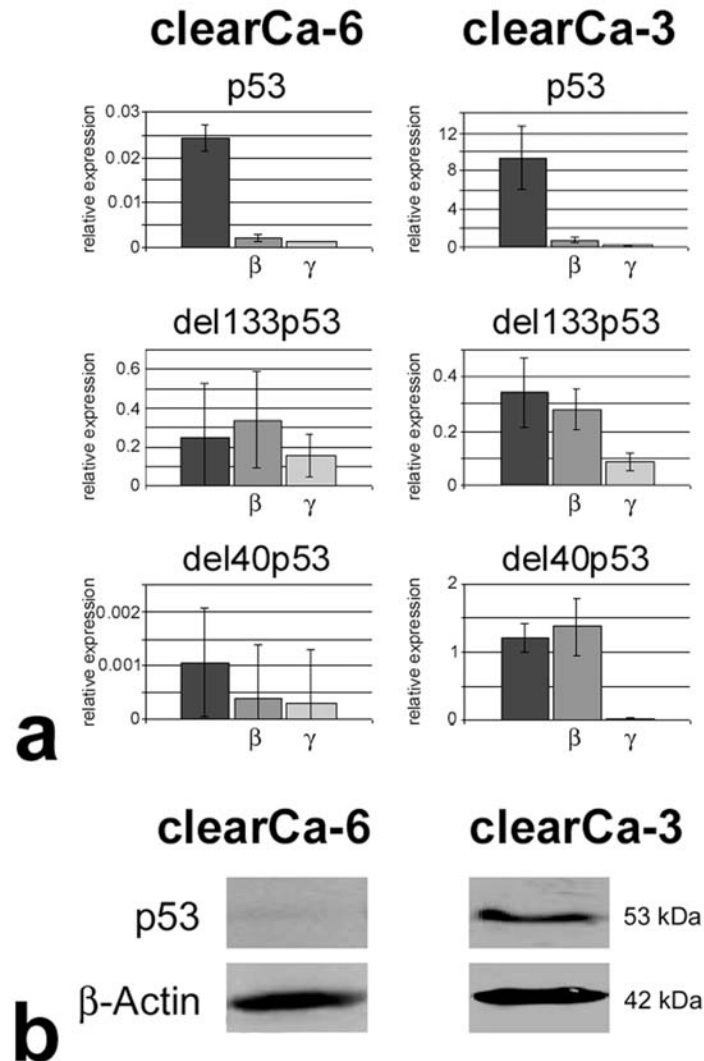 clearCa-6 clearCa-3
p53 p53
relative expression
0.03
0.02
0.01
0
β γ
relative expression
12
8
4
0
β γ
del133p53 del133p53
relative expression
0.6
0.4
0.2
0
β γ
relative expression
0.4
0.2
0
β γ
del40p53 del40p53
relative expression
0.002
0.001
0
β γ
relative expression
2
1
0
β γ
a
clearCa-6 clearCa-3
p53 53 kDa
β-Actin 42 kDa
b